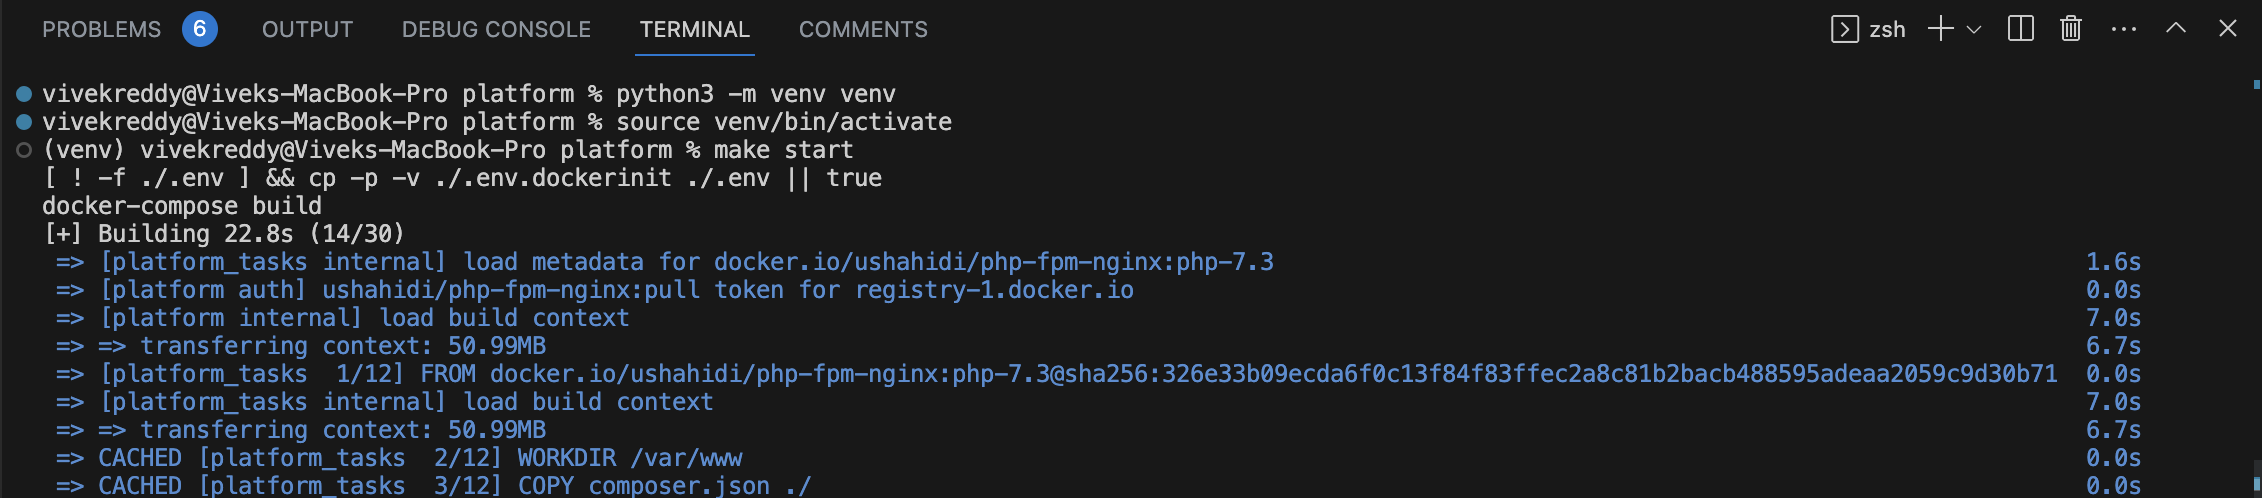 PROBLEMS 6 OUTPUT DEBUG CONSOLE TERMINAL COMMENTS zsh
vivekreddy@Viveks-MacBook-Pro platform % python3 -m venv venv
vivekreddy@Viveks-MacBook-Pro platform % source venv/bin/activate
(venv) vivekreddy@Viveks-MacBook-Pro platform % make start
[ ! -f ./.env ] && cp -p -v ./.env.dockerinit ./.env || true
docker-compose build
[+] Building 22.8s (14/30)
=> [platform_tasks internal] load metadata for docker.io/ushahidi/php-fpm-nginx:php-7.3 1.6s
=> [platform auth] ushahidi/php-fpm-nginx:pull token for registry-1.docker.io 0.0s
=> [platform internal] load build context 7.0s
=> => transferring context: 50.99MB 6.7s
=> [platform_tasks  1/12] FROM docker.io/ushahidi/php-fpm-nginx:php-7.3@sha256:326e33b09ecda6f0c13f84f83ffec2a8c81b2bacb488595adeaa2059c9d30b71 0.0s
=> [platform_tasks internal] load build context 7.0s
=> => transferring context: 50.99MB 6.7s
=> CACHED [platform_tasks  2/12] WORKDIR /var/www 0.0s
=> CACHED [platform_tasks  3/12] COPY composer.json ./ 0.0s